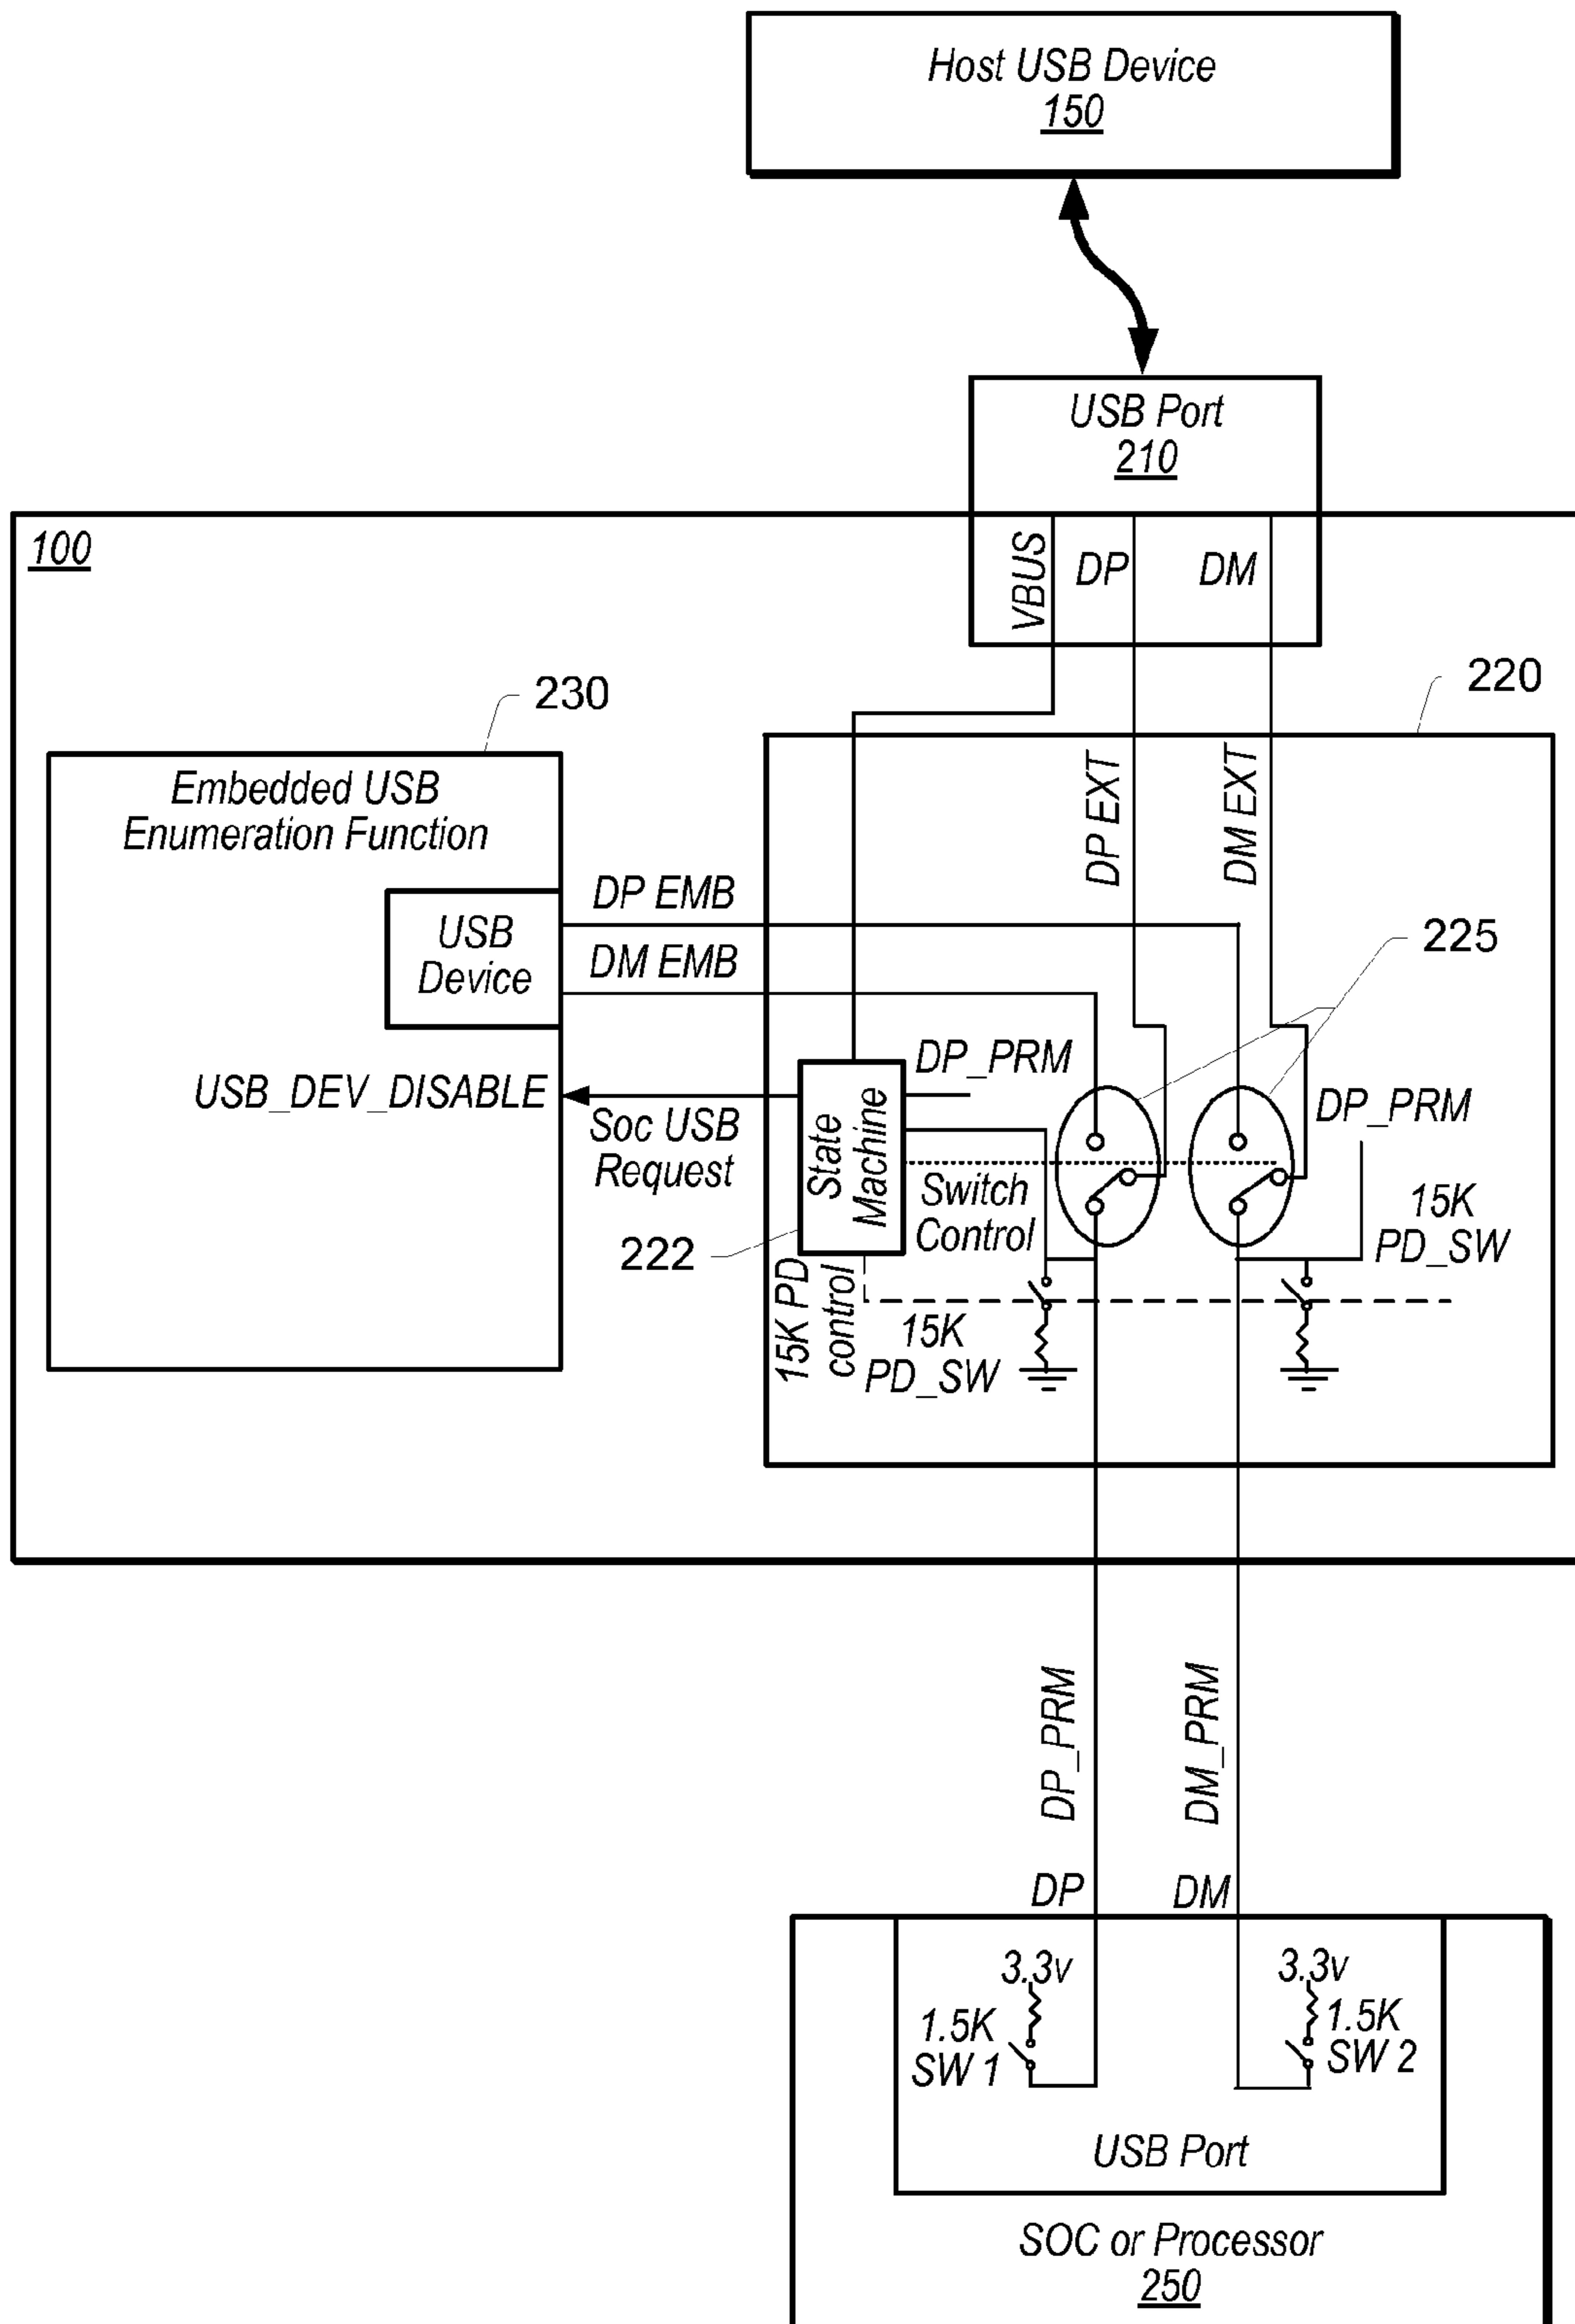 Host USB Device
150
USB Port
210
100
VBUS
DP
DM
220
230
Embedded USB
Enumeration Function
DP EXT
DM EXT
DP EMB
USB
Device
DM EMB
225
USB_DEV_DISABLE
Soc USB
Request
State
Machine
DP_PRM
DP_PRM
Switch
Control
15K
PD_SW
222
15K PD
control
15K
PD_SW
DP_PRM
DM_PRM
DP
DM
3.3v
3.3v
1.5K
SW 1
1.5K
SW 2
USB Port
SOC or Processor
250